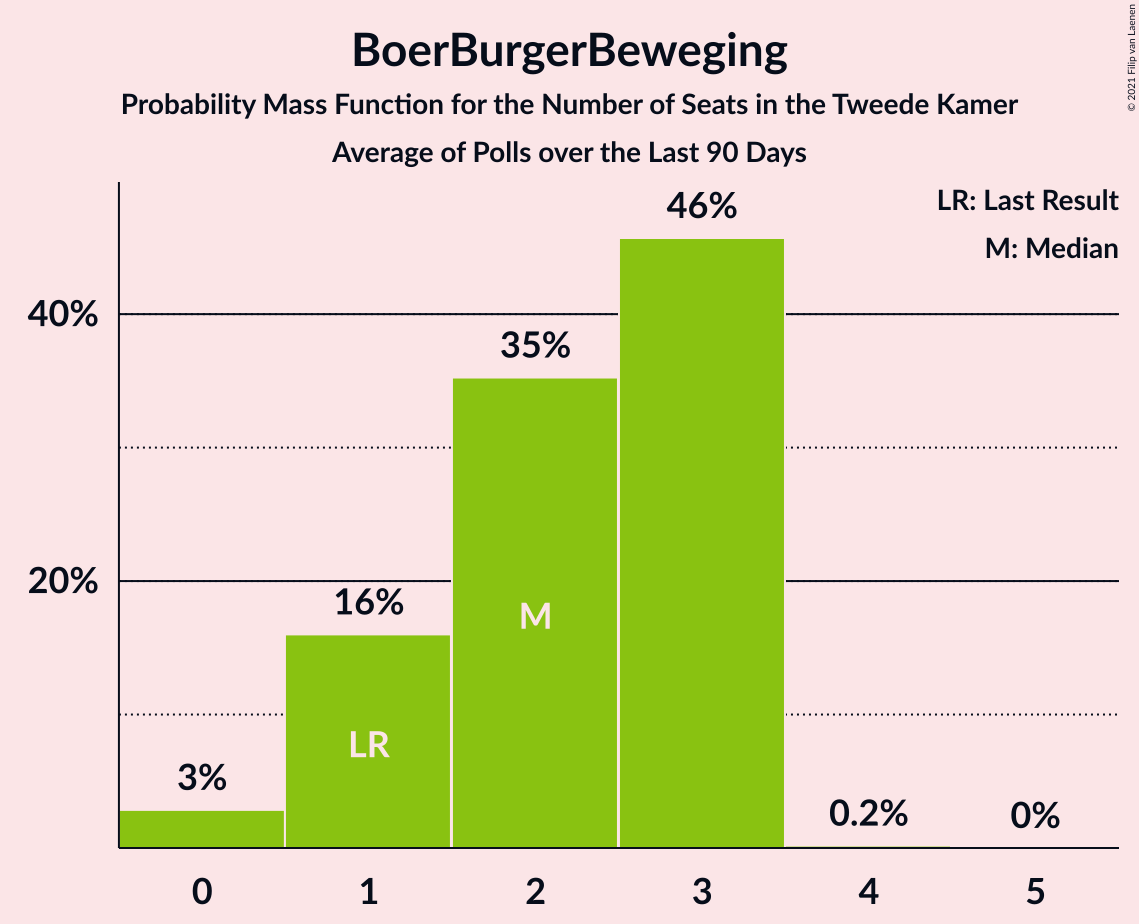 BoerBurgerBeweging
Probability Mass Function for the Number of Seats in the Tweede Kamer
Average of Polls over the Last 90 Days
© 2021 Filip van Laenen
LR: Last Result
M: Median
46%
40%
35%
20%
16%
M
LR
3%
0.2%
0%
0 1 2 3 4 5